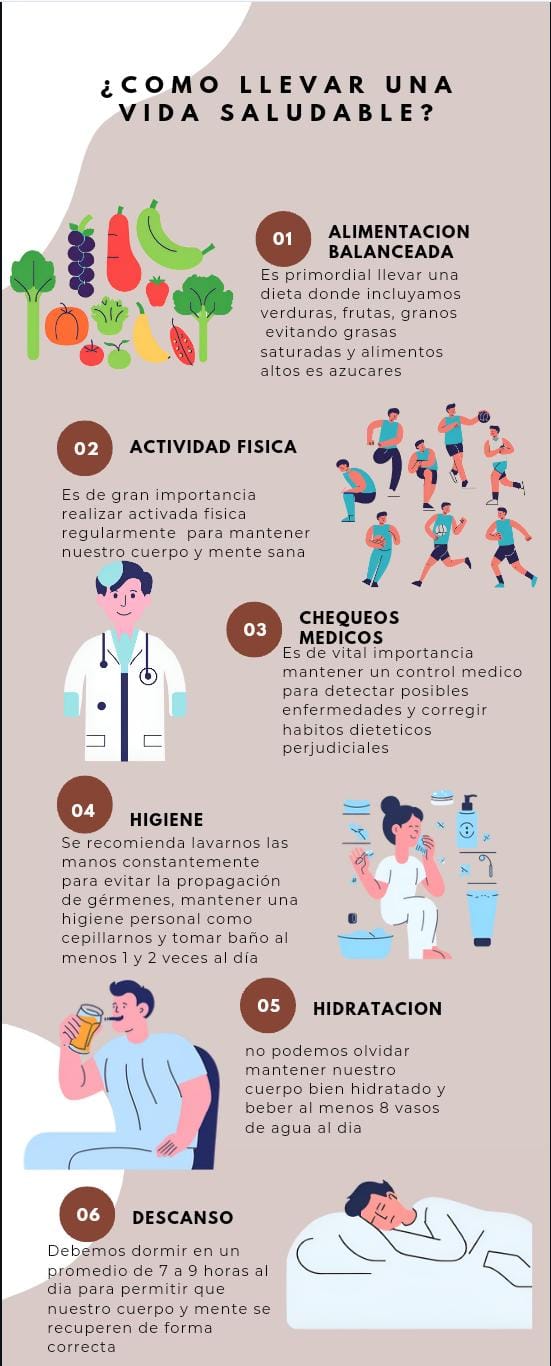 ¿COMO LLEVAR UNA
VIDA SALUDABLE?
01
ALIMENTACION
BALANCEADA
Es primordial llevar una
dieta donde incluyamos
verduras, frutas, granos
evitando grasas
saturadas y alimentos
altos es azucares
02
ACTIVIDAD FISICA
Es de gran importancia
realizar activada fisica
regularmente para mantener
nuestro cuerpo y mente sana
03
CHEQUEOS
MEDICOS
Es de vital importancia
mantener un control medico
para detectar posibles
enfermedades y corregir
habitos dieteticos
perjudiciales
04
HIGIENE
Se recomienda lavarnos las
manos constantemente
para evitar la propagación
de gérmenes, mantener una
higiene personal como
cepillarnos y tomar baño al
menos 1 y 2 veces al día
05
HIDRATACION
no podemos olvidar
mantener nuestro
cuerpo bien hidratado y
beber al menos 8 vasos
de agua al dia
06
DESCANSO
Debemos dormir en un
promedio de 7 a 9 horas al
dia para permitir que
nuestro cuerpo y mente se
recuperen de forma
correcta